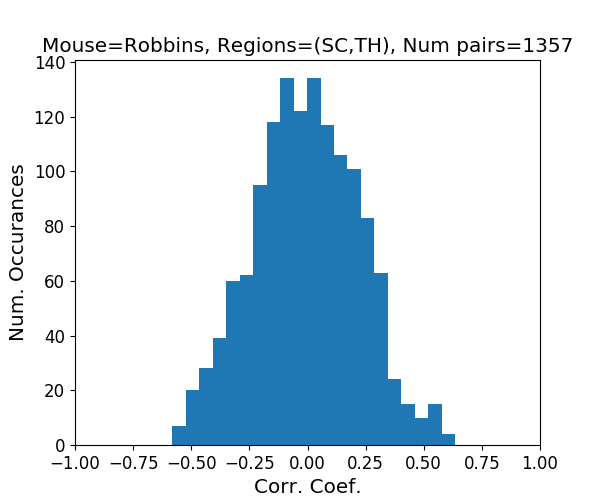 Mouse=Robbins, Regions=(SC,TH), Num pairs=1357
140
120
100
80
60
40
20
0
Num. Occurances
−1.00 −0.75 −0.50 −0.25 0.00 0.25 0.50 0.75 1.00
Corr. Coef.